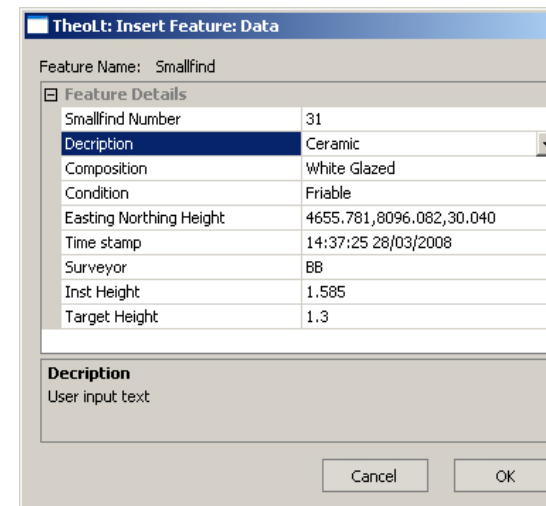 TheoLt: Insert Feature: Data
Feature Name: Smallfind
Feature Details
Smallfind Number 31
Decription Ceramic
Composition White Glazed
Condition Friable
Easting Northing Height 4655.781,8096.082,30.040
Time stamp 14:37:25 28/03/2008
Surveyor BB
Inst Height 1.585
Target Height 1.3
Decription
User input text
Cancel OK